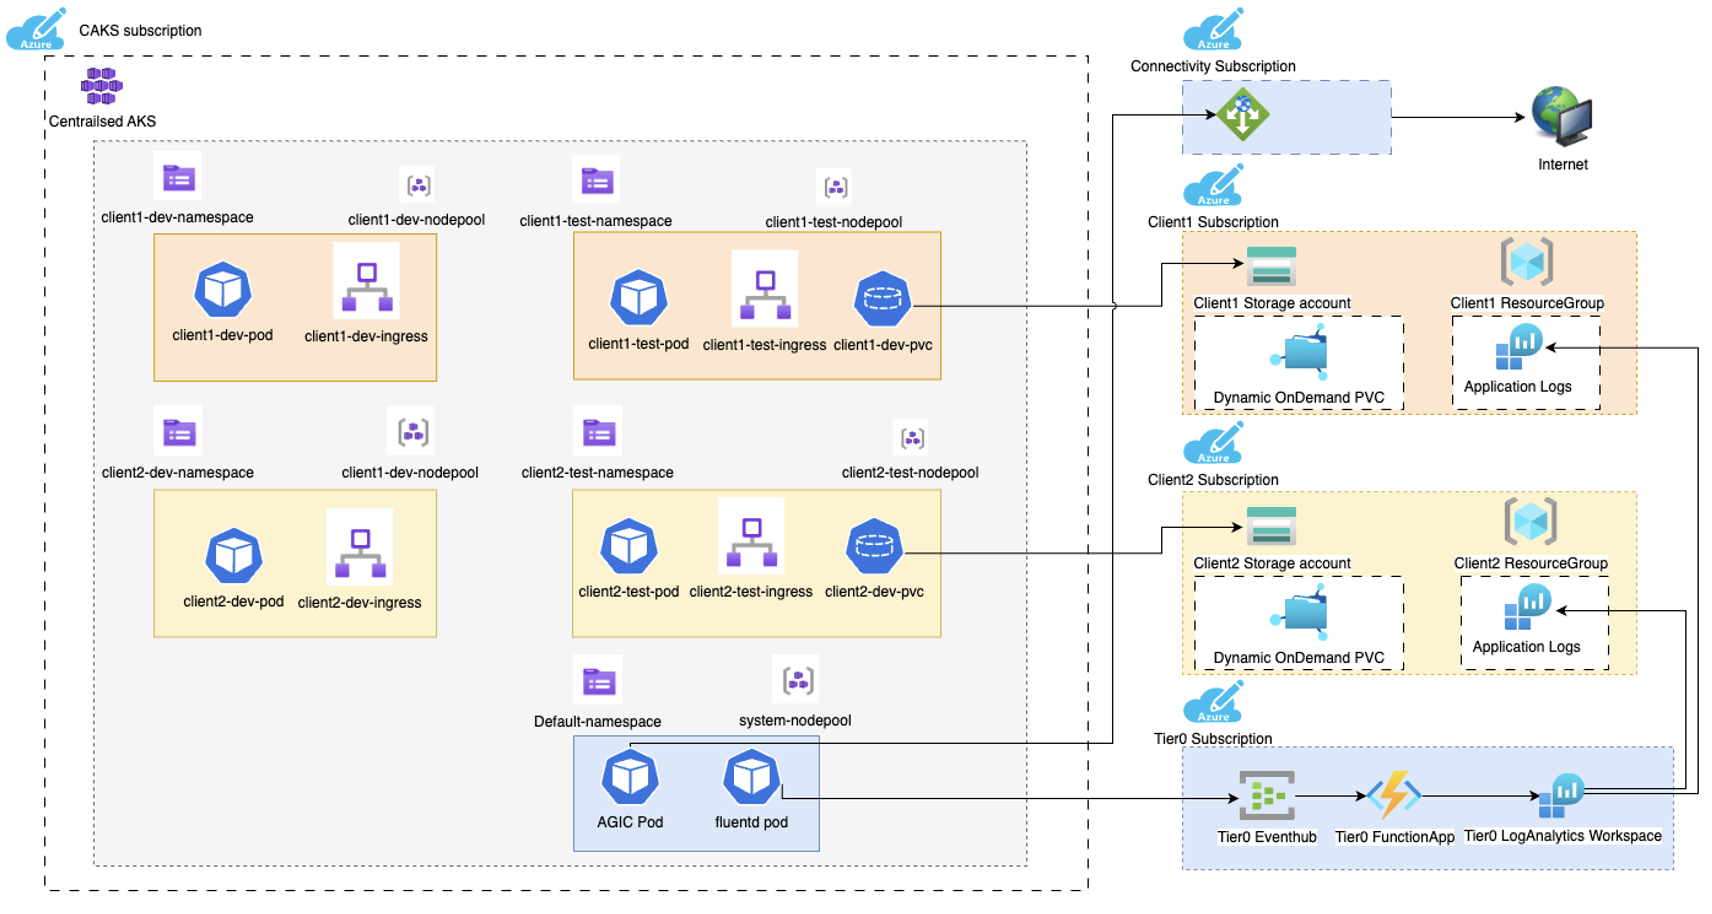 Azure
CAKS subscription
Centrailsed AKS
client1-dev-namespace
client1-dev-nodepool
client1-test-namespace
client1-test-nodepool
client1-dev-pod
client1-dev-ingress
client1-test-pod
client1-test-ingress
client1-dev-pvc
client2-dev-namespace
client1-dev-nodepool
client2-test-namespace
client2-test-nodepool
client2-dev-pod
client2-dev-ingress
client2-test-pod
client2-test-ingress
client2-dev-pvc
Default-namespace
system-nodepool
AGIC Pod
fluentd pod
Azure
Connectivity Subscription
Internet
Azure
Client1 Subscription
Client1 Storage account
Client1 ResourceGroup
Dynamic OnDemand PVC
Application Logs
Azure
Client2 Subscription
Client2 Storage account
Client2 ResourceGroup
Dynamic OnDemand PVC
Application Logs
Azure
Tier0 Subscription
Tier0 Eventhub
Tier0 FunctionApp
Tier0 LogAnalytics Workspace